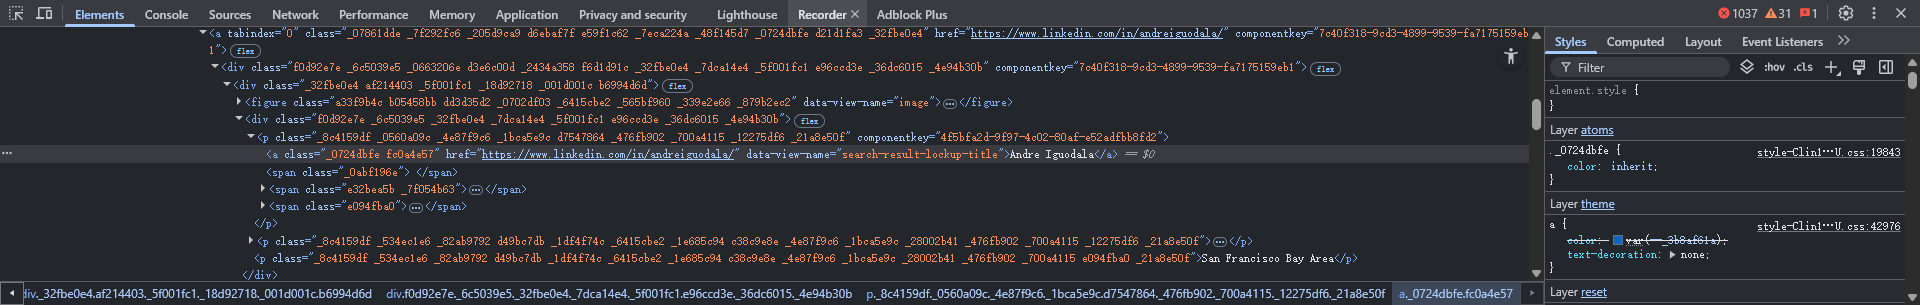 Elements Console Sources Network Performance Memory Application Privacy and security Lighthouse Recorder Adblock Plus 1037 31 1
<a tabindex="0" class="_07861dde _7f292fc6 _205d9ca9 d6ebaf7f e59f1c62 _7eca224a _48f145d7 _0724dbfe d21d1fa3 _32fbe0e4" href="https://www.linkedin.com/in/andreiguodala/" componentkey="7c40f318-9cd3-4899-9539-fa7175159eb
1"> flex
<div class="f0d92e7e _6c5039e5 _0663206e d3e6c00d _2434a358 f6d1d91c _32fbe0e4 _7dca14e4 _5f001fc1 e96ccd3e _36dc6015 _4e94b30b" componentkey="7c40f318-9cd3-4899-9539-fa7175159eb1"> flex
<div class="_32fbe0e4 af214403 _5f001fc1 _18d92718 _001d001c b6994d6d"> flex
<figure class="a33f9b4c b05458bb dd3d35d2 _0702df03 _6415cbe2 _565bf960 _339e2e66 _879b2ec2" data-view-name="image">…</figure>
<div class="f0d92e7e _6c5039e5 _32fbe0e4 _7dca14e4 _5f001fc1 e96ccd3e _36dc6015 _4e94b30b"> flex
<p class="_8c4159df _0560a09c _4e87f9c6 _1bca5e9c d7547864 _476fb902 _700a4115 _12275df6 _21a8e50f" componentkey="4f5bfa2d-9f97-4c02-80af-e52adfbb8fd2">
… <a class="_0724dbfe fc0a4e57" href="https://www.linkedin.com/in/andreiguodala/" data-view-name="search-result-lockup-title">Andre Iguodala</a> == $0
<span class="_0abf196e"> </span>
<span class="e32bea5b _7f054b63">…</span>
<span class="e094fba0">…</span>
</p>
<p class="_8c4159df _534ec1e6 _82ab9792 d49bc7db _1df4f74c _6415cbe2 _1e685c94 c38c9e8e _4e87f9c6 _1bca5e9c _28002b41 _476fb902 _700a4115 _12275df6 _21a8e50f">…</p>
<p class="_8c4159df _534ec1e6 _82ab9792 d49bc7db _1df4f74c _6415cbe2 _1e685c94 c38c9e8e _4e87f9c6 _1bca5e9c _28002b41 _476fb902 _700a4115 e094fba0 _21a8e50f">San Francisco Bay Area</p>
</div>
div._32fbe0e4.af214403._5f001fc1._18d92718._001d001c.b6994d6d div.f0d92e7e._6c5039e5._32fbe0e4._7dca14e4._5f001fc1.e96ccd3e._36dc6015._4e94b30b p._8c4159df._0560a09c._4e87f9c6._1bca5e9c.d7547864._476fb902._700a4115._12275df6._21a8e50f a._0724dbfe.fc0a4e57
Styles Computed Layout Event Listeners
Filter :hov .cls
element.style {
}
Layer atoms
._0724dbfe { style-Clin1…U.css:19843
color: inherit;
}
Layer theme
a { style-Clin1…U.css:42976
color: var(--_3b8af61a);
text-decoration: none;
}
Layer reset